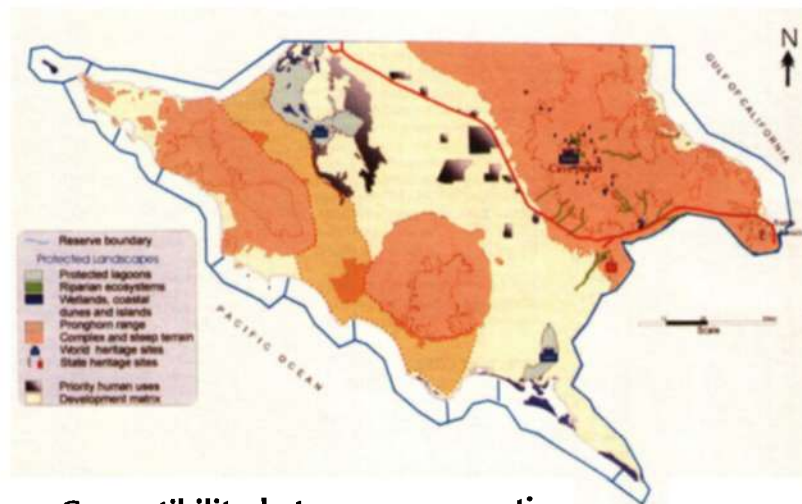 N
GULF OF CALIFORNIA
Reserve boundary
Protected Landscapes
Protected lagoons
Riparian ecosystems
Wetlands, coastal
dunes and islands
Pronghorn range
Complex and steep terrain
World heritage sites
State heritage sites
Priority human uses
Development matrix
PACIFIC OCEAN
Scale